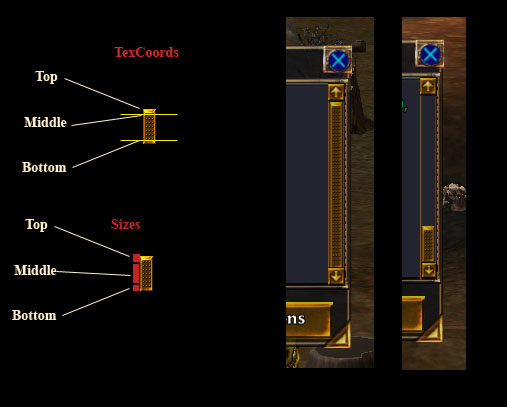 TexCoords
Top
Middle
Bottom
Top
Sizes
Middle
Bottom
ns